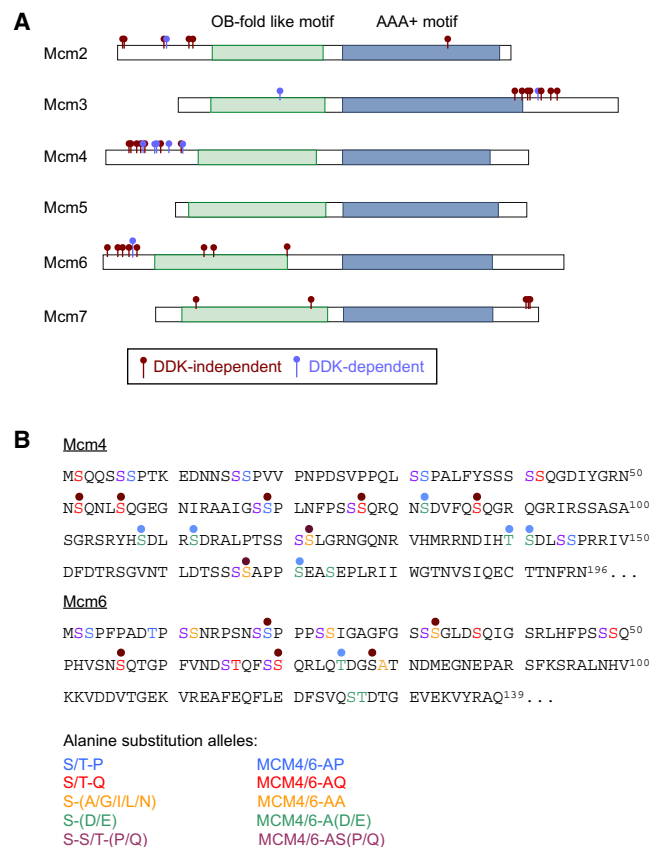 A
OB-fold like motif AAA+ motif
Mcm2
Mcm3
Mcm4
Mcm5
Mcm6
Mcm7
DDK-independent DDK-dependent
B
Mcm4
MSQQSSSPTK EDNNSSSPVV PNPDSVPPQL SSPALFYSSS SSQGDIYGRN50
NSQNLSQGEG NIRAAIGSSP LNFPSSSQRQ NSDVFQSQGR QGRIRSSASA100
SGRSRYHSDL RSDRALPTSS SSLGRNGQNR VHMRRNDIHT SDLSSPRRIV150
DFDTRSGVNT LDTSSSSAPP SEASEPLRII WGTNVSIQEC TTNFRN196...
Mcm6
MSSPFPADTP SSNRPSNSSP PPSSIGAGFG SSSGLDSQIG SRLHFPSSSQ50
PHVSNSQTGP FVNDSTQFSS QRLQTDGSAT NDMEGNEPAR SFKSRALNHV100
KKVDDVTGEK VREAFEQFLE DFSVQSTDTG EVEKVYRAQ139...
Alanine substitution alleles:
S/T-P MCM4/6-AP
S/T-Q MCM4/6-AQ
S-(A/G/I/L/N) MCM4/6-AA
S-(D/E) MCM4/6-A(D/E)
S-S/T-(P/Q) MCM4/6-AS(P/Q)